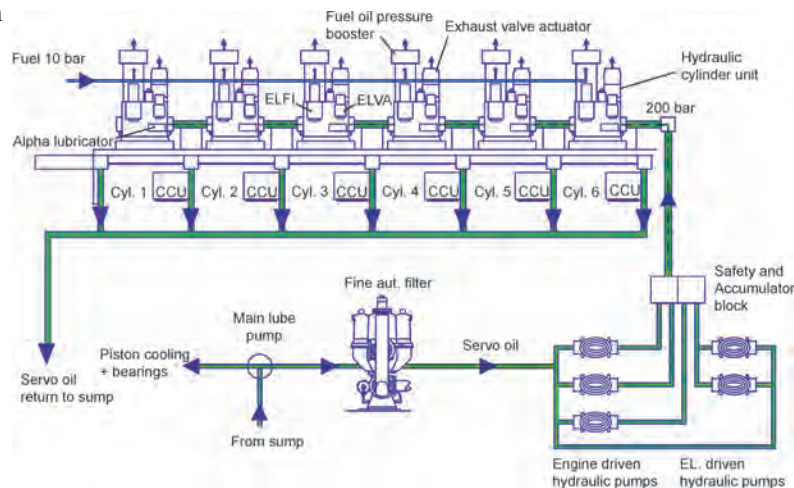 Fuel oil pressure
booster
Exhaust valve actuator
Fuel 10 bar
Hydraulic
cylinder unit
ELFI
ELVA
200 bar
Alpha lubricator
Cyl. 1
CCU
Cyl. 2
CCU
Cyl. 3
CCU
Cyl. 4
CCU
Cyl. 5
CCU
Cyl. 6
CCU
Fine aut. filter
Safety and
Accumulator
block
Main lube
pump
Servo oil
Piston cooling
+ bearings
Servo oil
return to sump
From sump
Engine driven
hydraulic pumps
EL. driven
hydraulic pumps